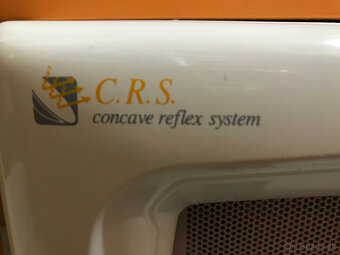 C.R.S.
concave reflex system